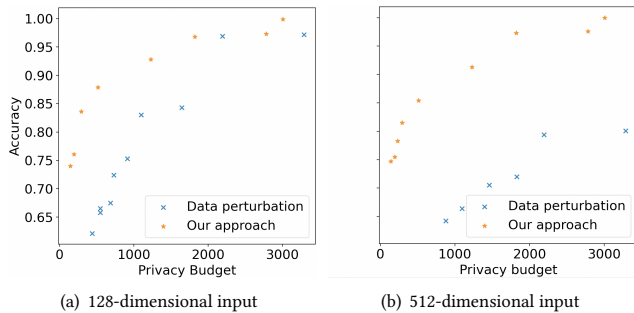 1.00
0.95
0.90
0.85
0.80
0.75
0.70
0.65
Accuracy
Data perturbation
Our approach
0 1000 2000 3000
Privacy Budget
(a) 128-dimensional input
Data perturbation
Our approach
0 1000 2000 3000
Privacy budget
(b) 512-dimensional input